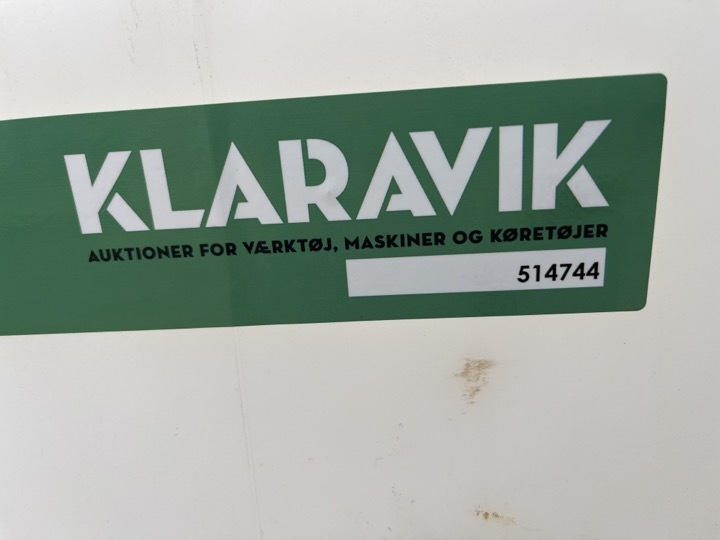 KLARAVIK
AUKTIONER FOR VÆRKTØJ, MASKINER OG KØRETØJER
514744